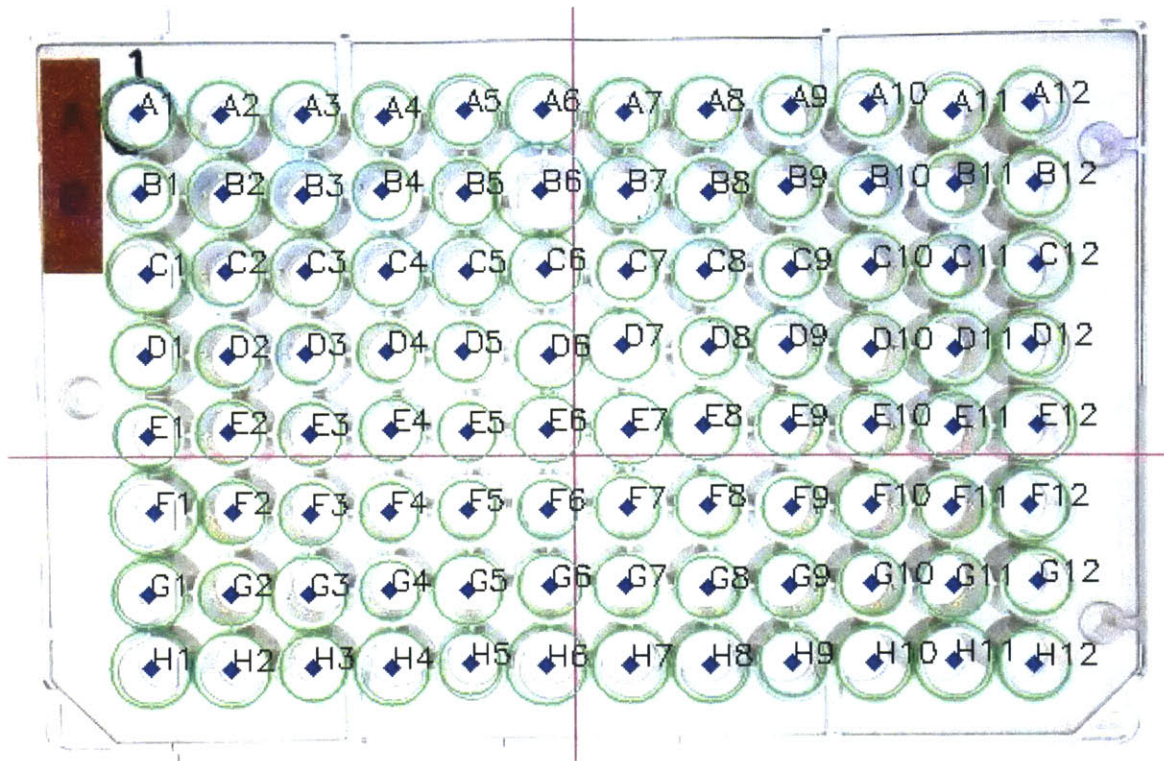 1
A1 A2 A3 A4 A5 A6 A7 A8 A9 A10 A11 A12
B1 B2 B3 B4 B5 B6 B7 B8 B9 B10 B11 B12
C1 C2 C3 C4 C5 C6 C7 C8 C9 C10 C11 C12
D1 D2 D3 D4 D5 D6 D7 D8 D9 D10 D11 D12
E1 E2 E3 E4 E5 E6 E7 E8 E9 E10 E11 E12
F1 F2 F3 F4 F5 F6 F7 F8 F9 F10 F11 F12
G1 G2 G3 G4 G5 G6 G7 G8 G9 G10 G11 G12
H1 H2 H3 H4 H5 H6 H7 H8 H9 H10 H11 H12